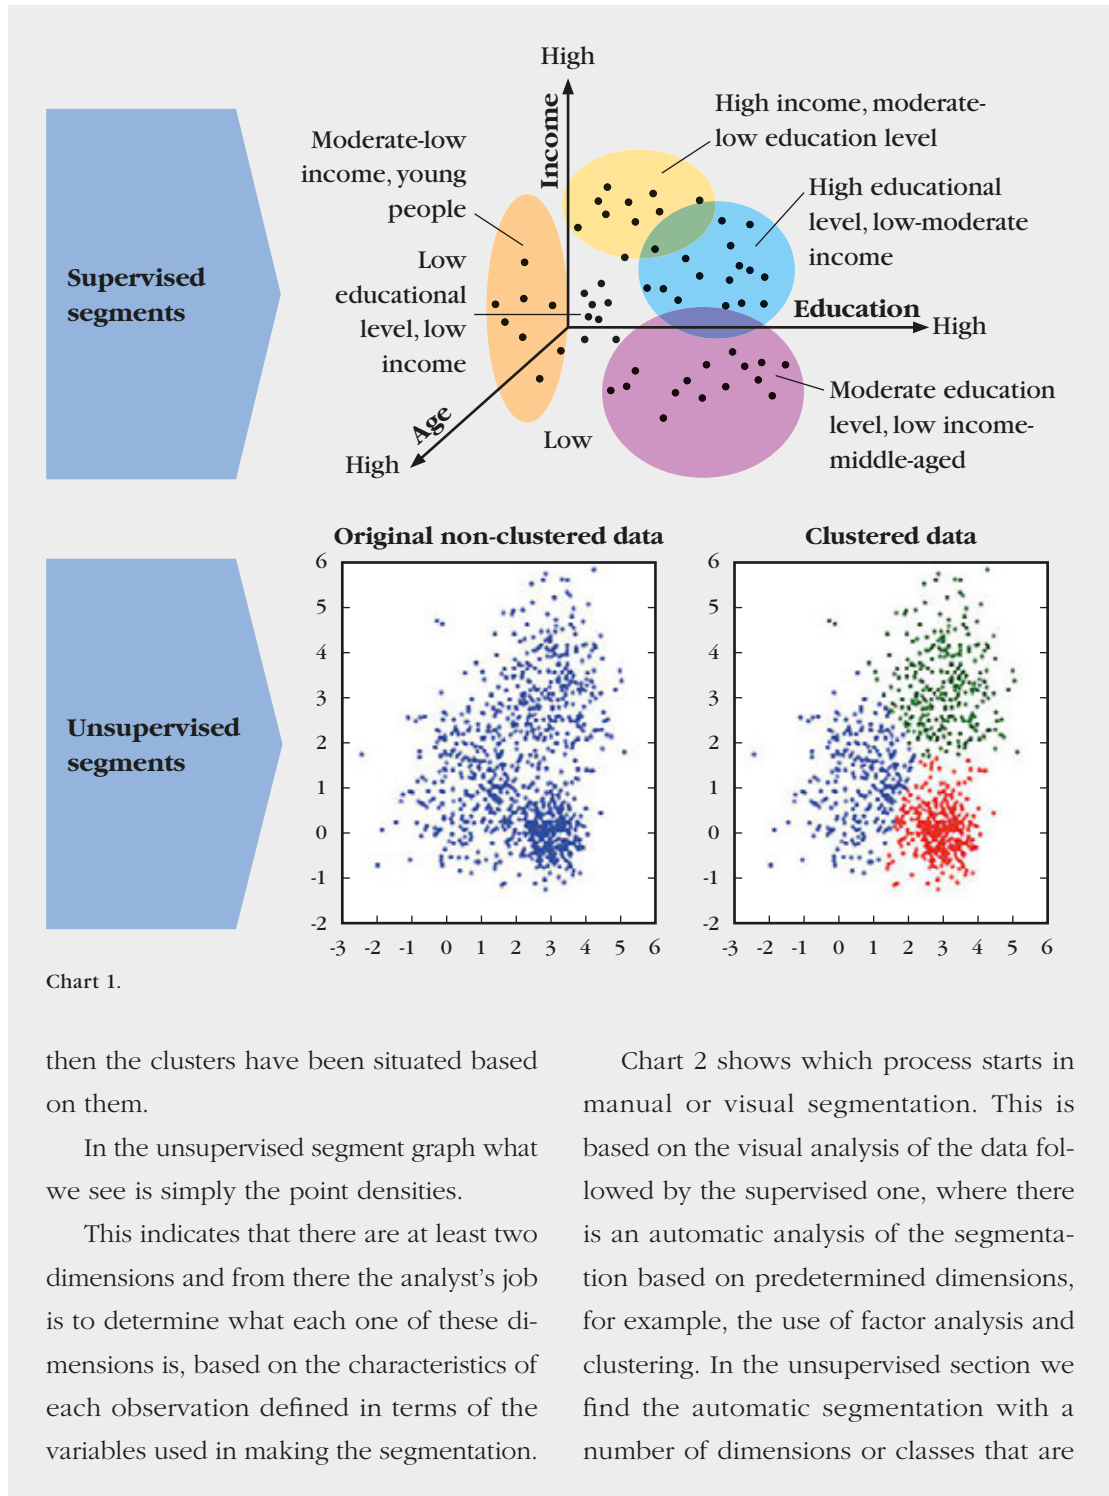 High
Income
High income, moderate-
low education level
Moderate-low
income, young
people
High educational
level, low-moderate
income
Low
educational
level, low
income
Supervised
segments
Education
High
Moderate education
level, low income-
middle-aged
Age
High
Low
Original non-clustered data
Clustered data
Unsupervised
segments
6
5
4
3
2
1
0
-1
-2
-3 -2 -1 0 1 2 3 4 5 6
6
5
4
3
2
1
0
-1
-2
-3 -2 -1 0 1 2 3 4 5 6
Chart 1.
then the clusters have been situated based
on them.
In the unsupervised segment graph what
we see is simply the point densities.
This indicates that there are at least two
dimensions and from there the analyst's job
is to determine what each one of these di-
mensions is, based on the characteristics of
each observation defined in terms of the
variables used in making the segmentation.
Chart 2 shows which process starts in
manual or visual segmentation. This is
based on the visual analysis of the data fol-
lowed by the supervised one, where there
is an automatic analysis of the segmenta-
tion based on predetermined dimensions,
for example, the use of factor analysis and
clustering. In the unsupervised section we
find the automatic segmentation with a
number of dimensions or classes that are